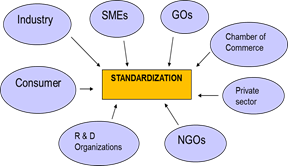 Industry
SMEs
GOs
Chamber of
Commerce
Consumer
STANDARDIZATION
Private
sector
R & D
Organizations
NGOs